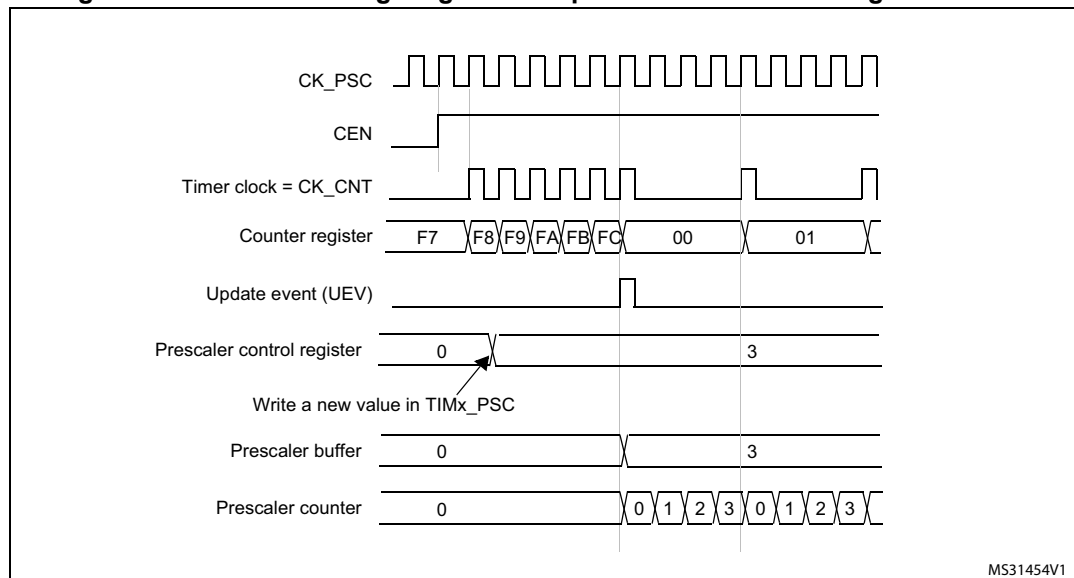 CK_PSC
CEN
Timer clock = CK_CNT
Counter register F7 F8 F9 FA FB FC 00 01
Update event (UEV)
Prescaler control register 0 3
Write a new value in TIMx_PSC
Prescaler buffer 0 3
Prescaler counter 0 0 1 2 3 0 1 2 3
MS31454V1